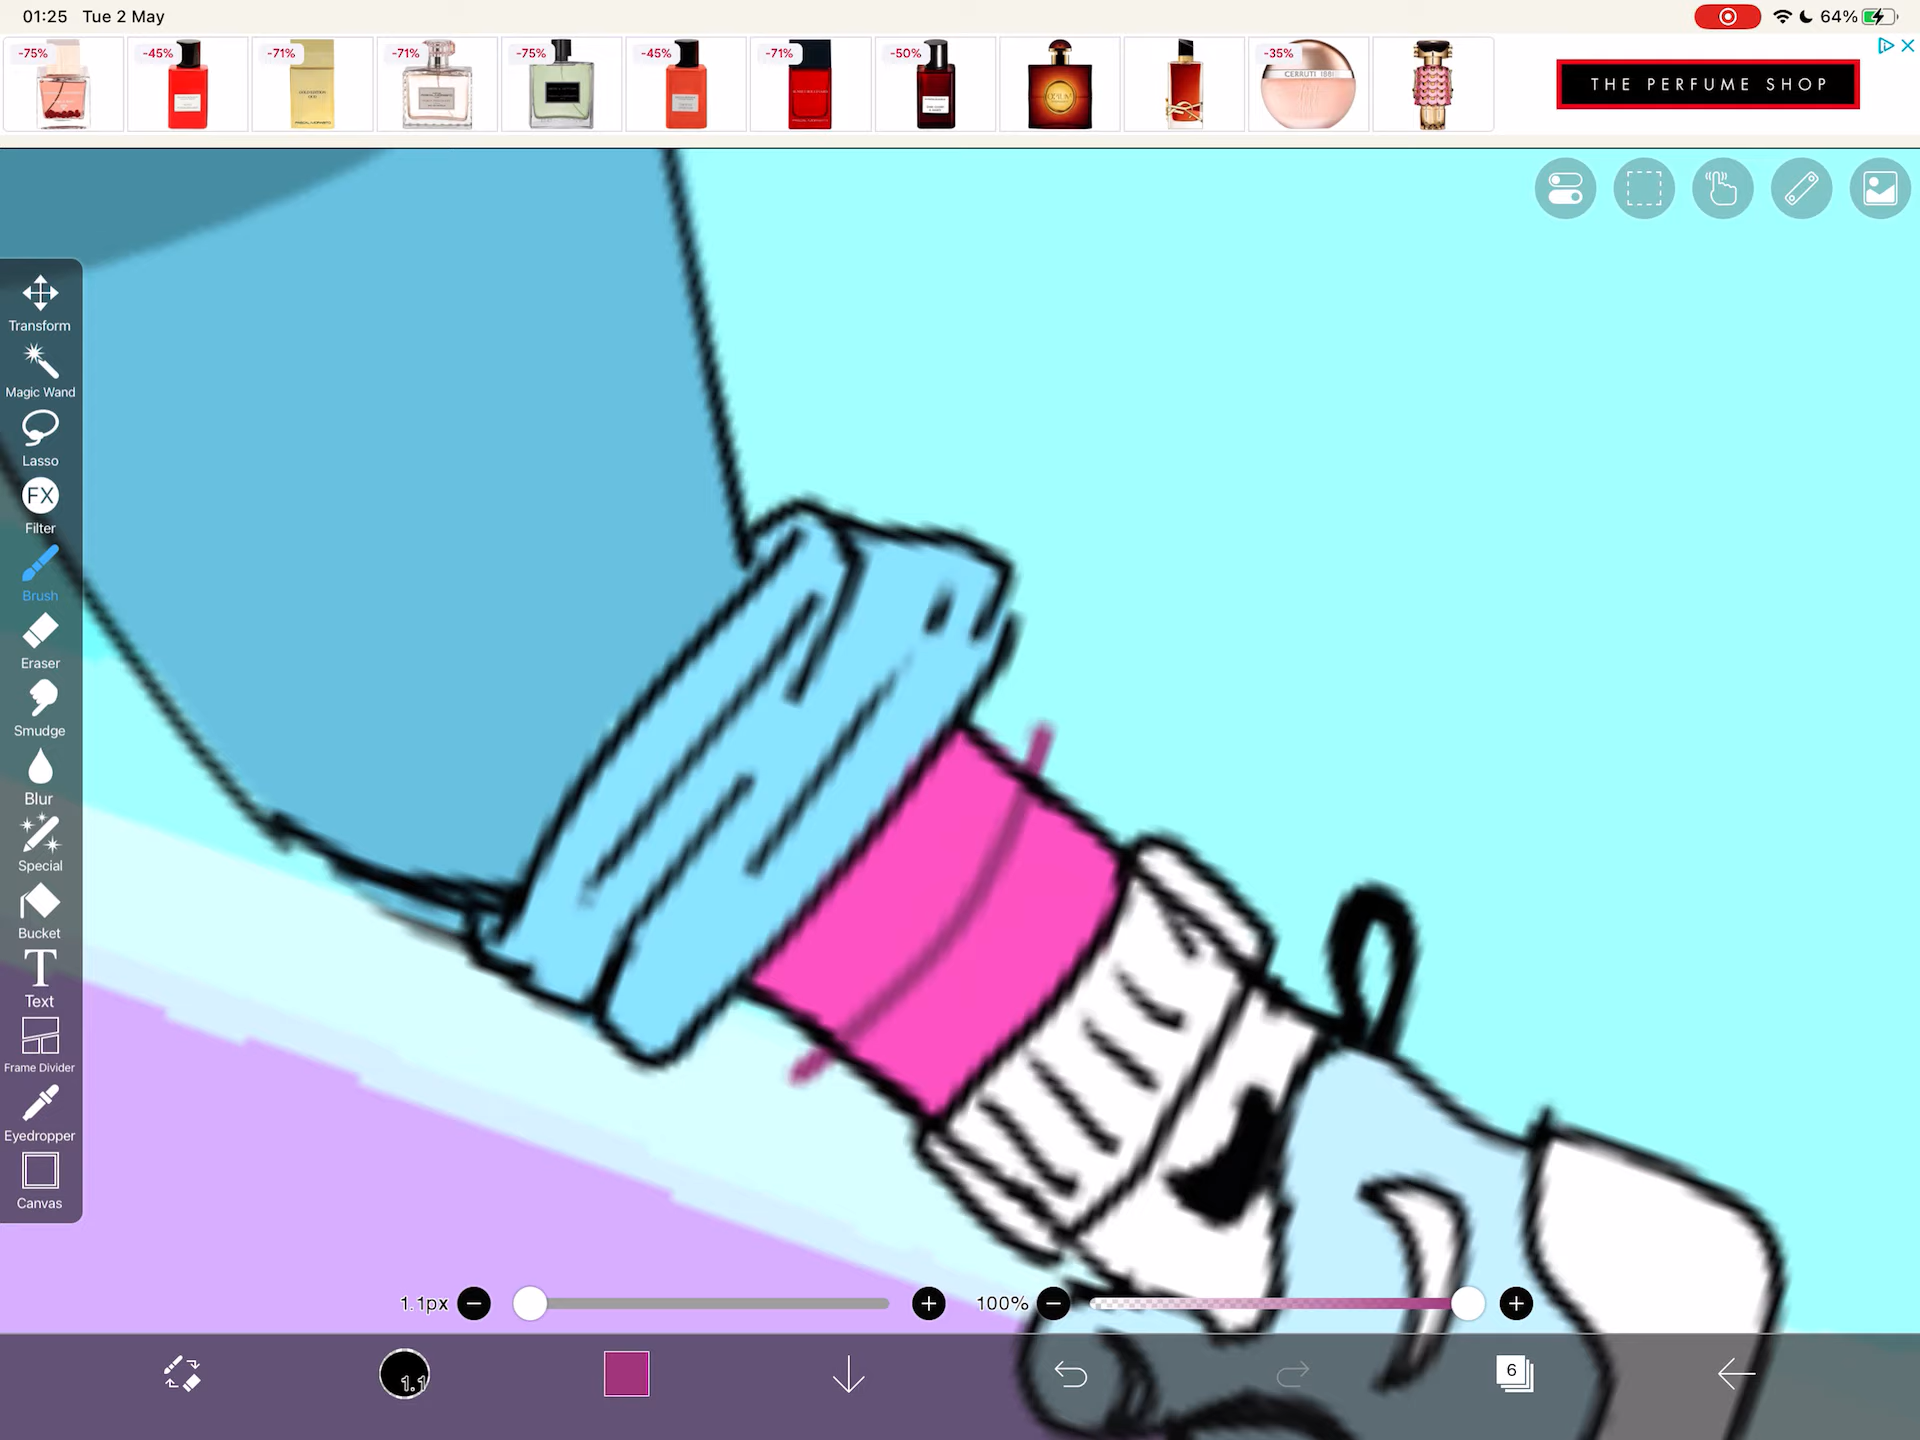 01:25 Tue 2 May
64%
-75%
-45%
-71%
-71%
-75%
-45%
-71%
-50%
-35%
CERRUTI 1881
THE PERFUME SHOP
Transform
Magic Wand
Lasso
FX
Filter
Brush
Eraser
Smudge
Blur
Special
Bucket
T
Text
Frame Divider
Eyedropper
Canvas
1.1px
100%
1.1
6